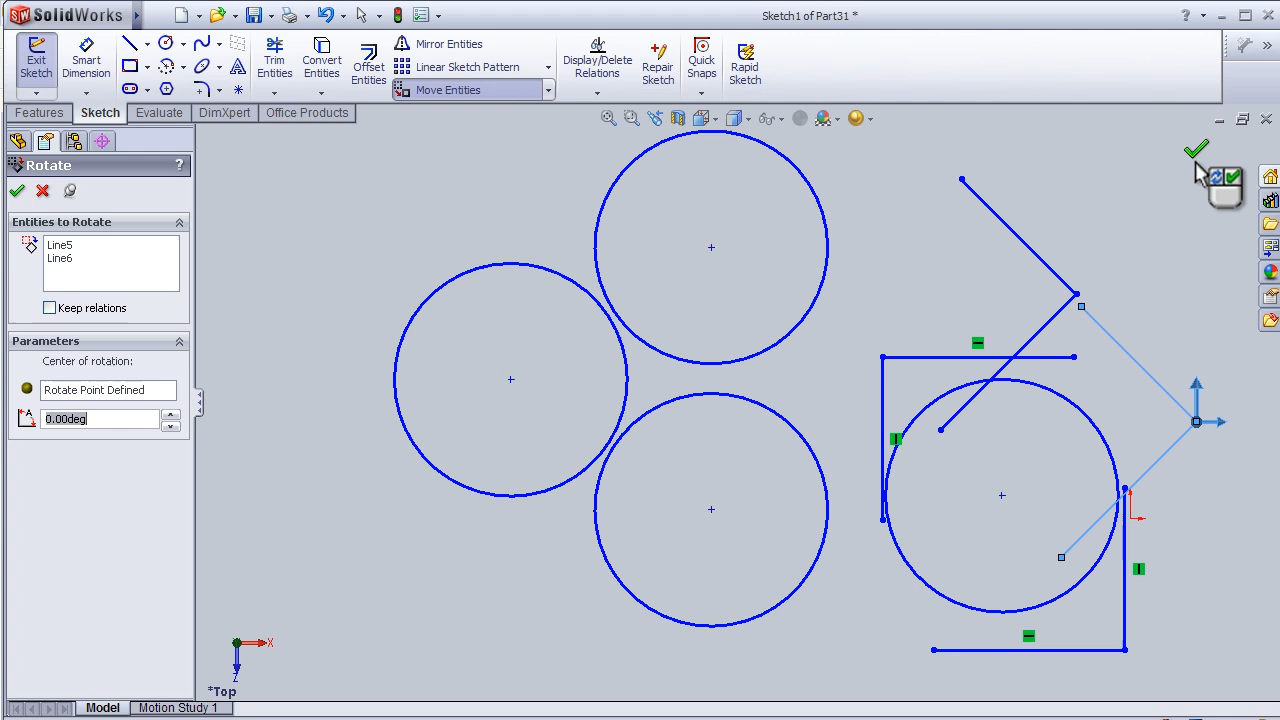 SW SolidWorks
Sketch1 of Part31 *
?
Exit Sketch
Smart Dimension
Trim Entities
Convert Entities
Offset Entities
Mirror Entities
Linear Sketch Pattern
Move Entities
Display/Delete Relations
Repair Sketch
Quick Snaps
Rapid Sketch
Features
Sketch
Evaluate
DimXpert
Office Products
Rotate
?
Entities to Rotate
Line5
Line6
Keep relations
Parameters
Center of rotation:
Rotate Point Defined
A
0.00deg
X
Z
*Top
Model
Motion Study 1